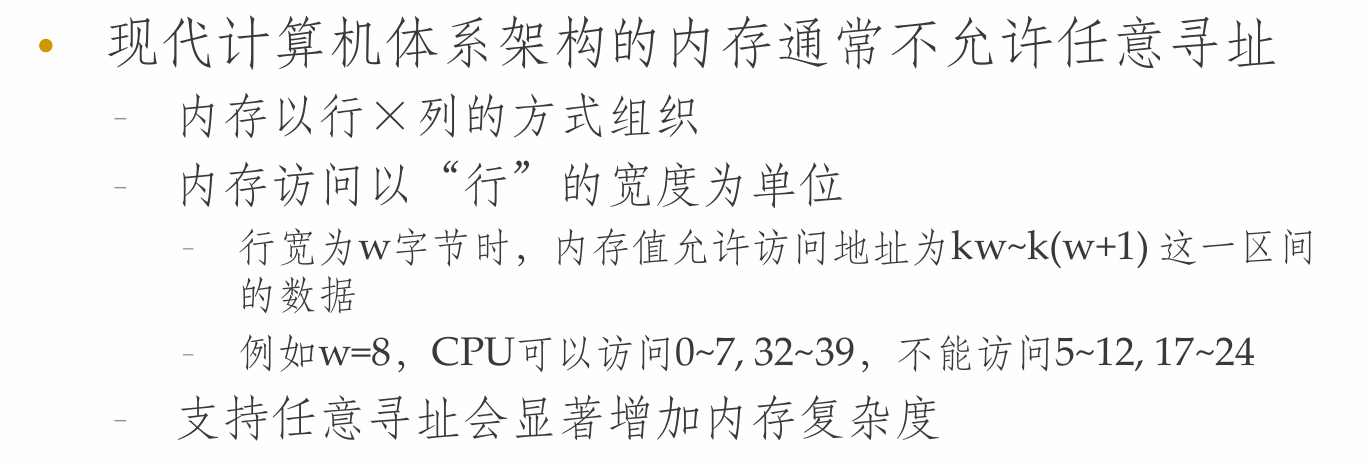 • 现代计算机体系架构的内存通常不允许任意寻址
- 内存以行×列的方式组织
- 内存访问以“行”的宽度为单位
- 行宽为w字节时，内存值允许访问地址为kw~k(w+1) 这一区间
的数据
- 例如w=8，CPU可以访问0~7, 32~39，不能访问5~12, 17~24
- 支持任意寻址会显著增加内存复杂度